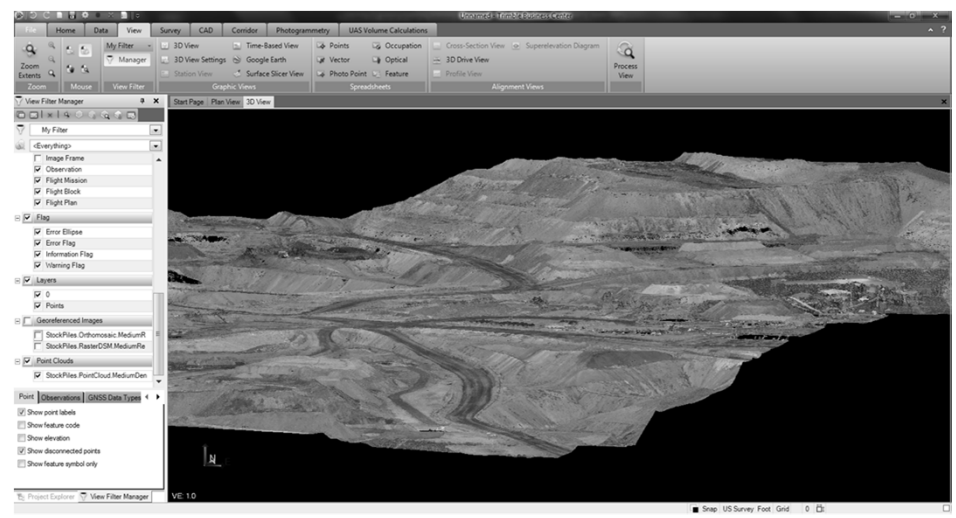 Unnamed - Trimble Business Center
File Home Data View Survey CAD Corridor Photogrammetry UAS Volume Calculations
My Filter 3D View Time-Based View Points Occupation Cross-Section View Superelevation Diagram
Zoom Extents Manager 3D View Settings Google Earth Vector Optical 3D Drive View Process View
Station View Surface Slicer View Photo Point Feature Profile View
Zoom Mouse View Filter Graphic Views Spreadsheets Alignment Views
View Filter Manager Start Page Plan View 3D View
My Filter
<Everything>
Image Frame
Observation
Flight Mission
Flight Block
Flight Plan
Flag
Error Ellipse
Error Flag
Information Flag
Warning Flag
Layers
0
Points
Georeferenced Images
StockPiles.Orthomosaic.MediumR
StockPiles.RasterDSM.MediumRe
Point Clouds
StockPiles.PointCloud.MediumDen
Point Observations GNSS Data Types
Show point labels
Show feature code
Show elevation
Show disconnected points
Show feature symbol only
N
Project Explorer View Filter Manager VE: 1.0
Snap US Survey Foot Grid 0